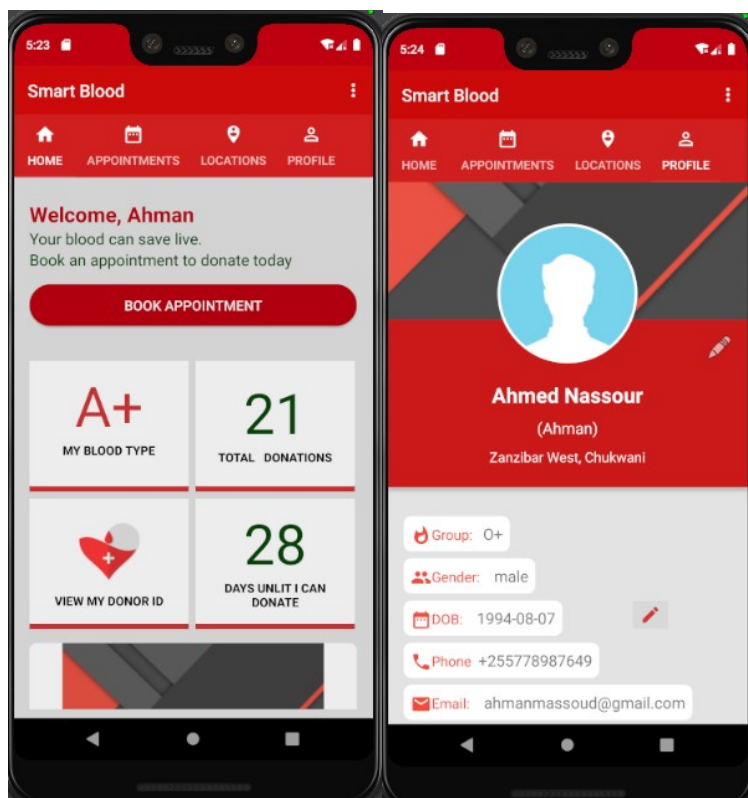 5:23
Smart Blood
HOME APPOINTMENTS LOCATIONS PROFILE
Welcome, Ahman
Your blood can save live.
Book an appointment to donate today
BOOK APPOINTMENT
A+
MY BLOOD TYPE
21
TOTAL DONATIONS
VIEW MY DONOR ID
28
DAYS UNLIT I CAN
DONATE
5:24
Smart Blood
HOME APPOINTMENTS LOCATIONS PROFILE
Ahmed Nassour
(Ahman)
Zanzibar West, Chukwani
Group: O+
Gender: male
DOB: 1994-08-07
Phone +255778987649
Email: ahmanmassoud@gmail.com